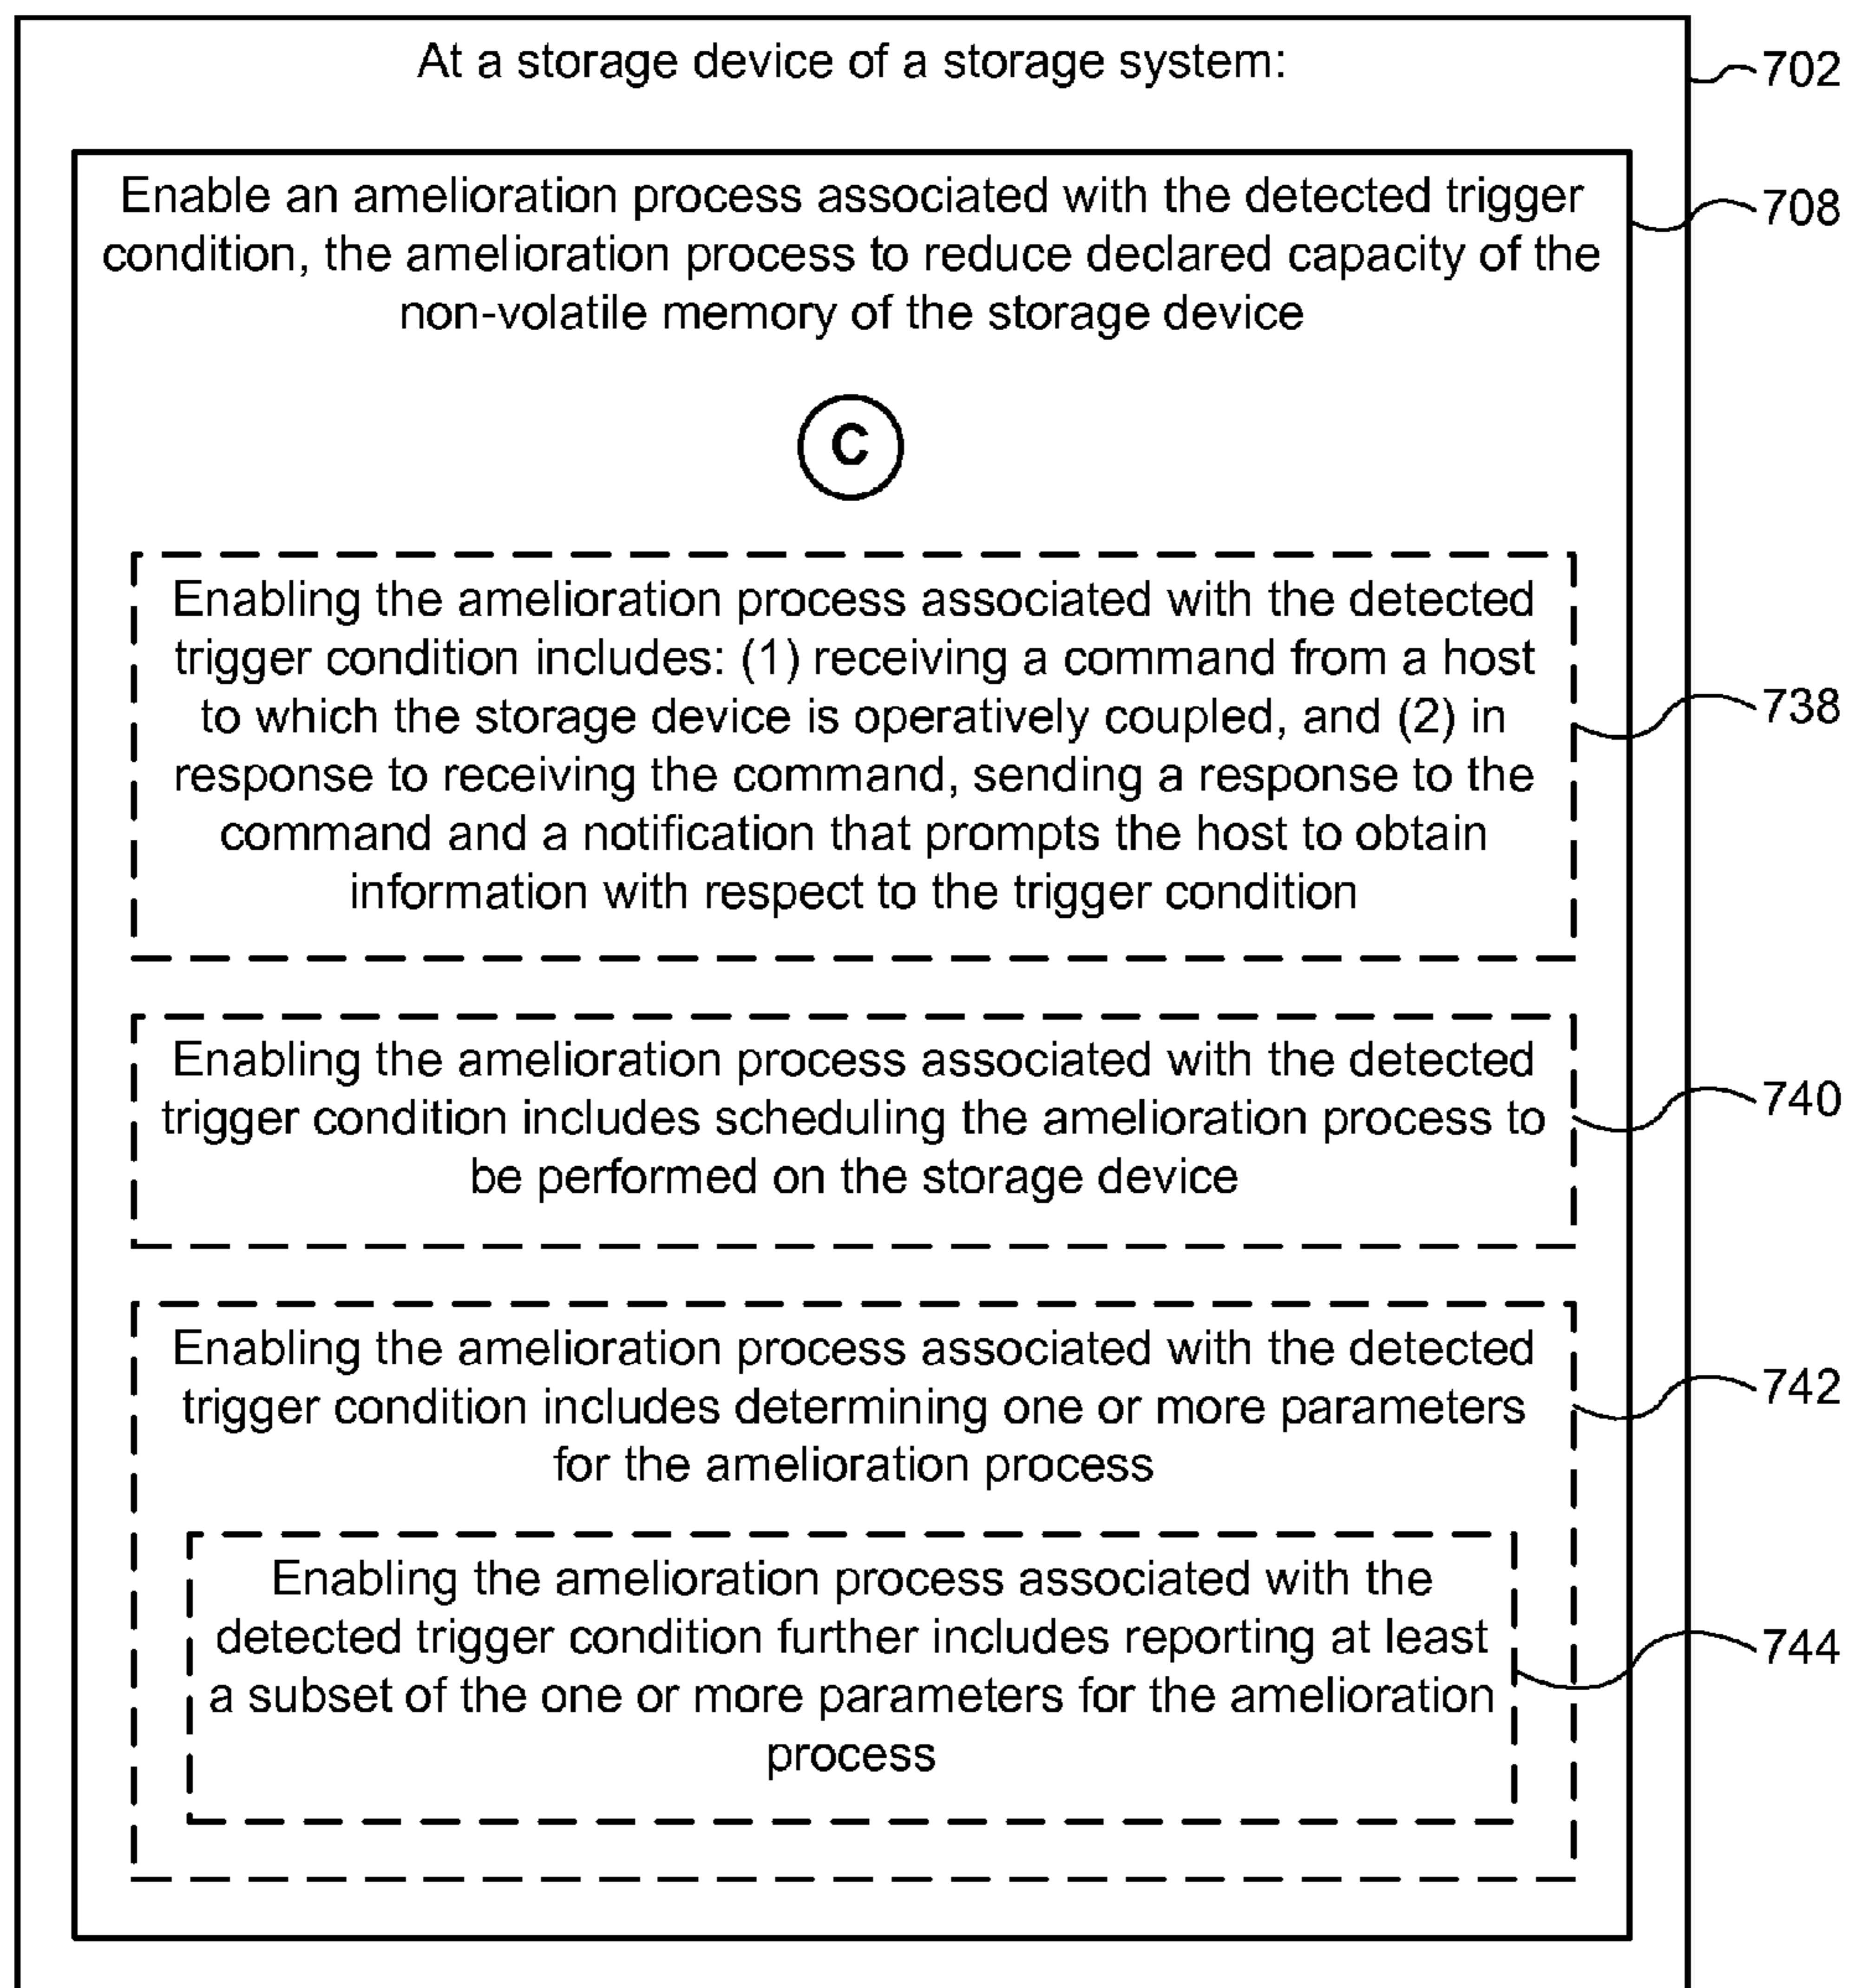 At a storage device of a storage system:
702
Enable an amelioration process associated with the detected trigger
condition, the amelioration process to reduce declared capacity of the
non-volatile memory of the storage device
708
C
Enabling the amelioration process associated with the detected
trigger condition includes: (1) receiving a command from a host
to which the storage device is operatively coupled, and (2) in
response to receiving the command, sending a response to the
command and a notification that prompts the host to obtain
information with respect to the trigger condition
738
Enabling the amelioration process associated with the detected
trigger condition includes scheduling the amelioration process to
be performed on the storage device
740
Enabling the amelioration process associated with the detected
trigger condition includes determining one or more parameters
for the amelioration process
742
Enabling the amelioration process associated with the
detected trigger condition further includes reporting at least
a subset of the one or more parameters for the amelioration
process
744